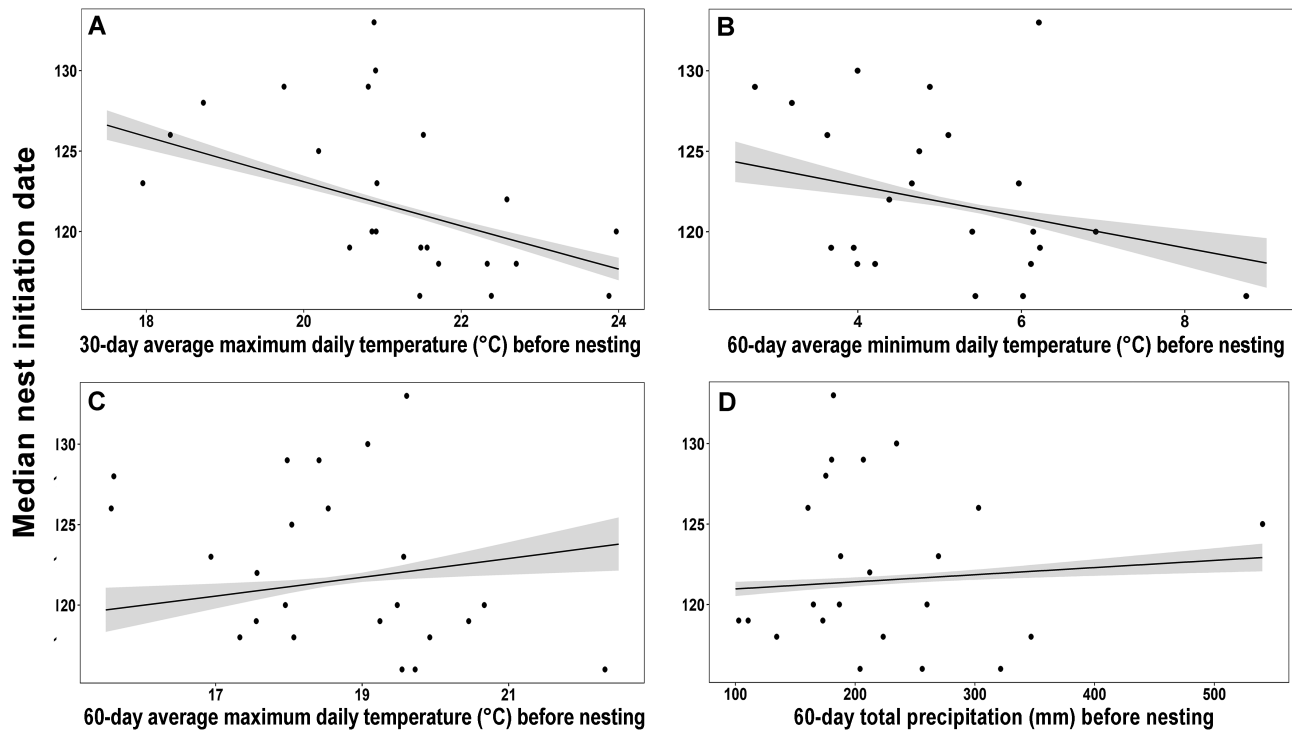 Median nest initiation date
A
130
125
120
18 20 22 24
30-day average maximum daily temperature (°C) before nesting
B
130
125
120
4 6 8
60-day average minimum daily temperature (°C) before nesting
C
130
125
120
17 19 21
60-day average maximum daily temperature (°C) before nesting
D
130
125
120
100 200 300 400 500
60-day total precipitation (mm) before nesting